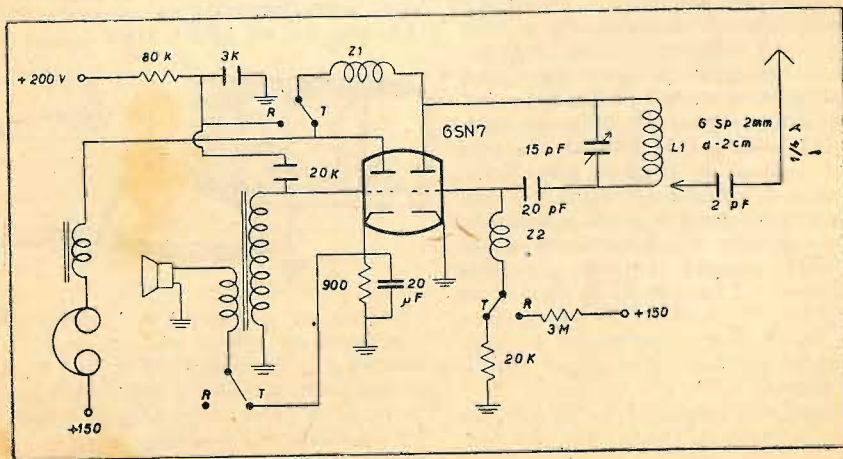 Z1
80 K
3K
+ 200 V
R
T
6SN7
20 K
15 pF
L1
6 Sp 2mm
d-2cm
1/4 λ
20
pF
2 pF
Z2
900
20
µF
T
R
3M
+150
20K
R
T
+150